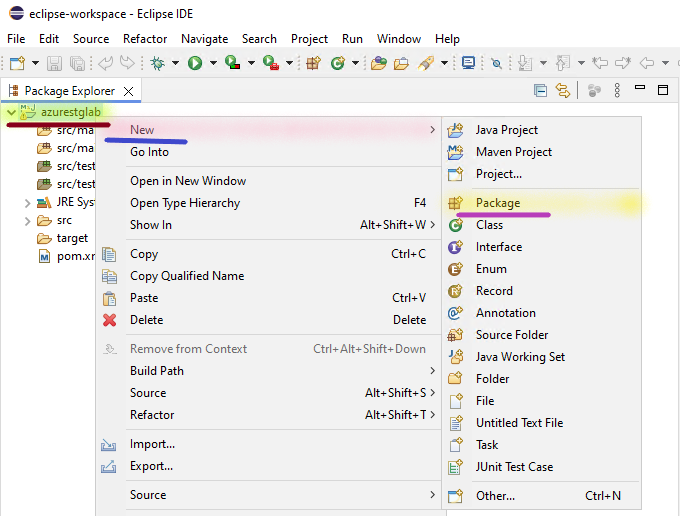 eclipse-workspace - Eclipse IDE
File Edit Source Refactor Navigate Search Project Run Window Help
Package Explorer
azurestglab
src/ma
src/ma
src/test
src/test
JRE Sys
src
target
pom.xm
New
Go Into
Open in New Window
Open Type Hierarchy F4
Show In Alt+Shift+W
Copy Ctrl+C
Copy Qualified Name
Paste Ctrl+V
Delete Delete
Remove from Context Ctrl+Alt+Shift+Down
Build Path
Source Alt+Shift+S
Refactor Alt+Shift+T
Import...
Export...
Source
Java Project
Maven Project
Project...
Package
Class
Interface
Enum
Record
Annotation
Source Folder
Java Working Set
Folder
File
Untitled Text File
Task
JUnit Test Case
Other... Ctrl+N